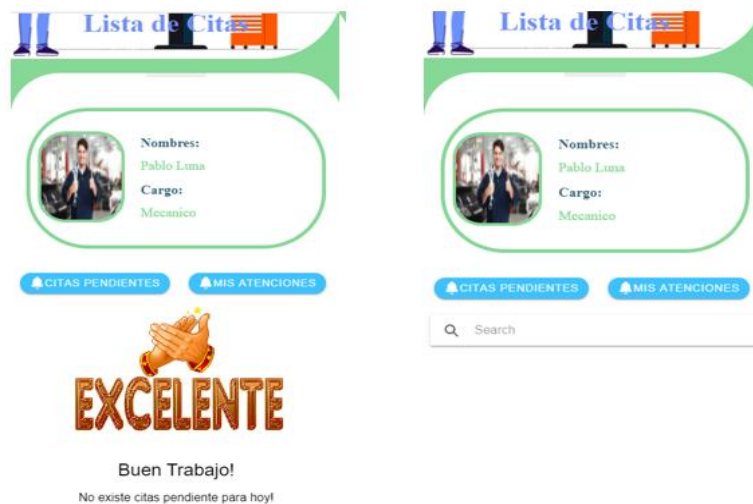 Lista de Citas
Nombres:
Pablo Luna
Cargo:
Mecanico
CITAS PENDIENTES
MIS ATENCIONES
EXCELENTE
Buen Trabajo!
No existe citas pendiente para hoy!
Lista de Citas
Nombres:
Pablo Luna
Cargo:
Mecanico
CITAS PENDIENTES
MIS ATENCIONES
Search